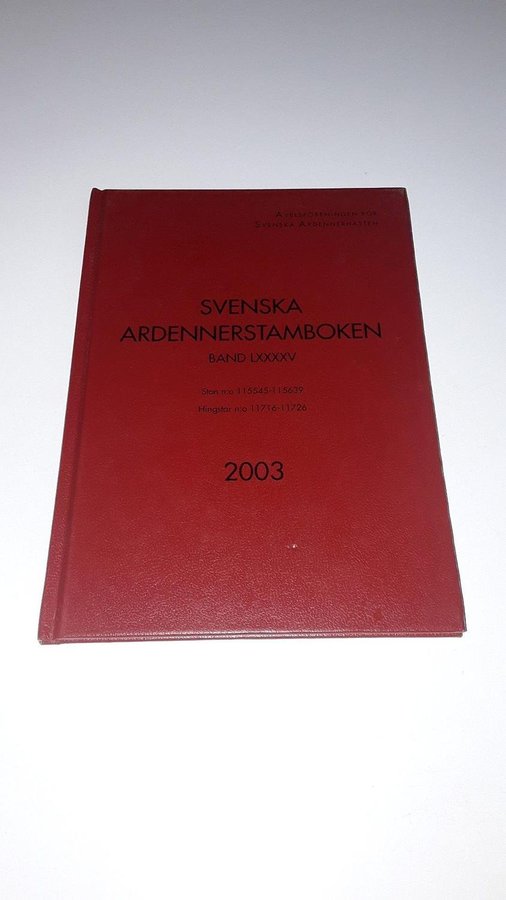 AVELSFÖRENINGEN FÖR
SVENSKA ARDENNERHÄSTEN
SVENSKA
ARDENNERSTAMBOKEN
BAND LXXXXV
Ston n:o 115545-115639
Hingstar n:o 11716-11726
2003